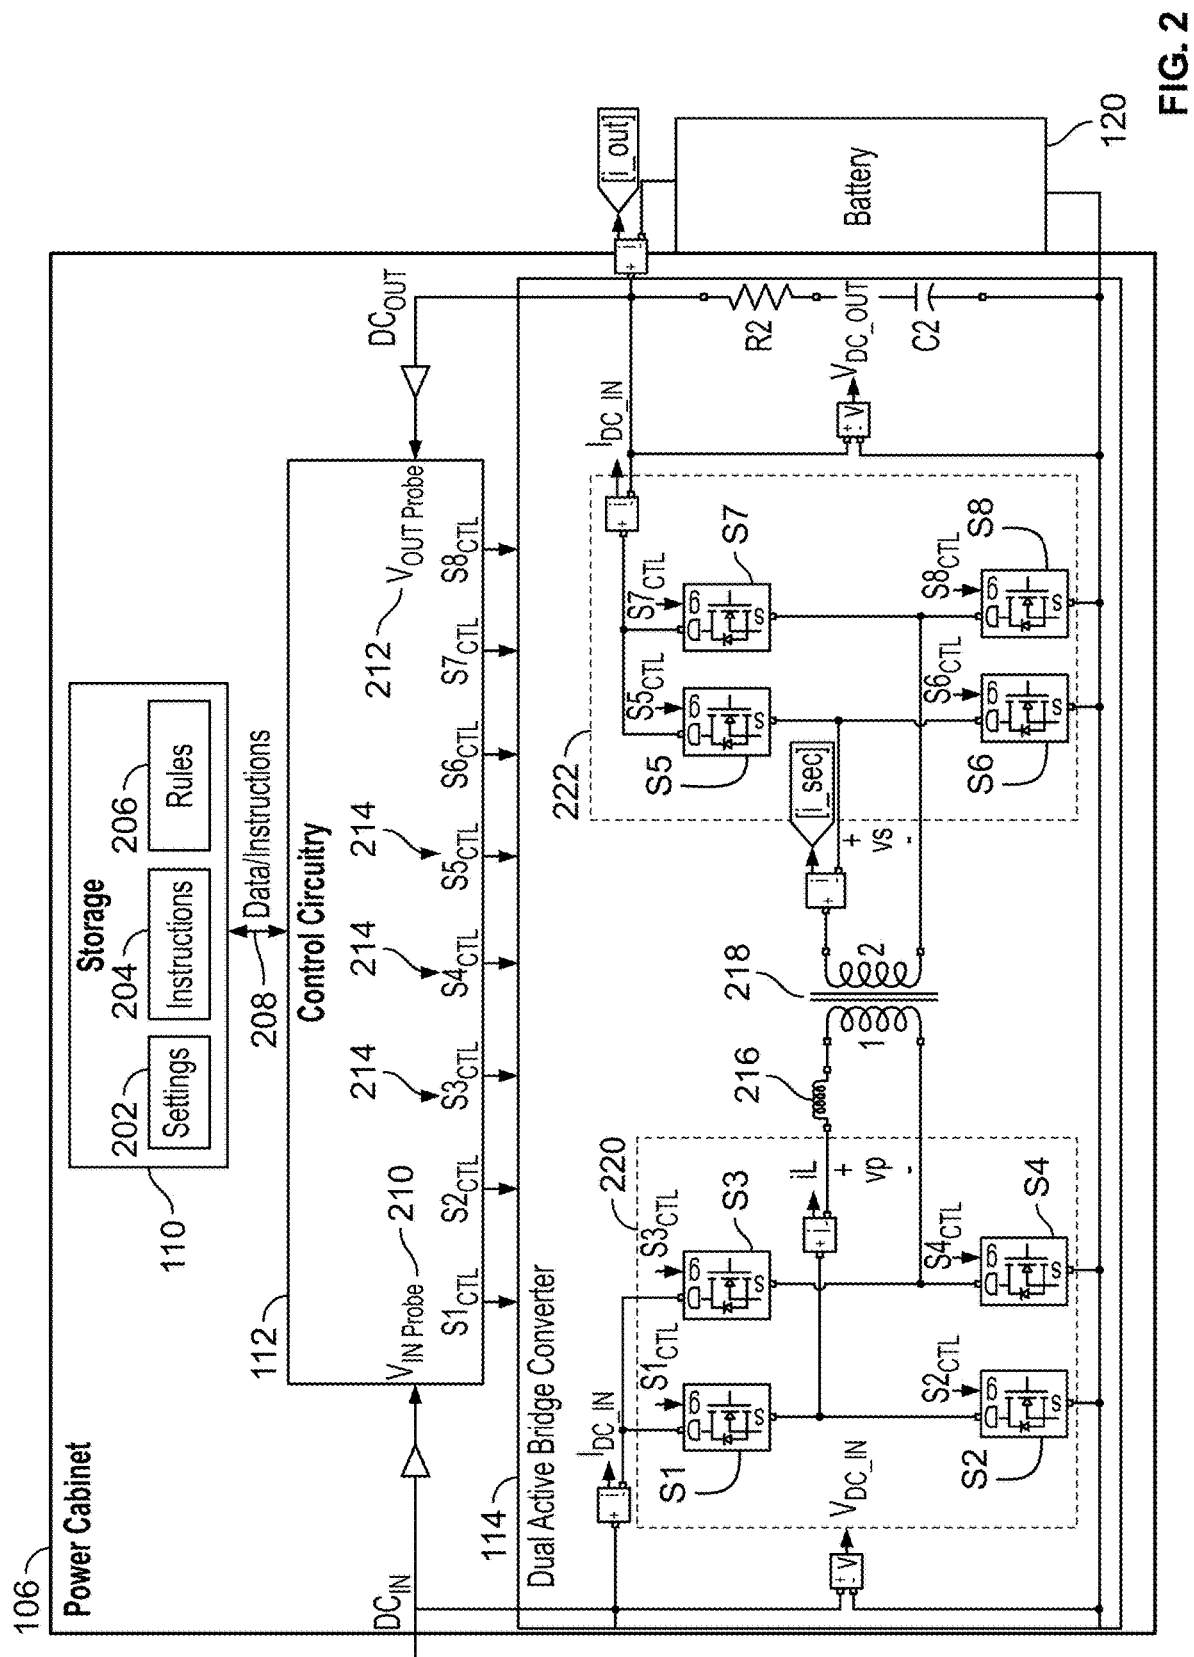 FIG. 2
106
Power Cabinet
110
Storage
202
Settings
204
Instructions
206
Rules
208
Data/Instructions
112
Control Circuitry
DC_IN
V_IN Probe
210
214
214
214
212
V_OUT Probe
DC_OUT
S1_CTL
S2_CTL
S3_CTL
S4_CTL
S5_CTL
S6_CTL
S7_CTL
S8_CTL
114
Dual Active Bridge Converter
I_DC_IN
+ i
220
S1_CTL
S3_CTL
D g S
D g S
S1
S3
+ i
iL
+
vp
-
V_DC_IN
+ - V
S2_CTL
S4_CTL
D g S
D g S
S2
S4
216
218
1
2
+ i
[i_sec]
+
vs
-
222
I_DC_IN
+ i
S5_CTL
S7_CTL
D g S
D g S
S5
S7
S6_CTL
S8_CTL
D g S
D g S
S6
S8
+ - V
V_DC_OUT
R2
C2
+ i
[i_out]
Battery
120